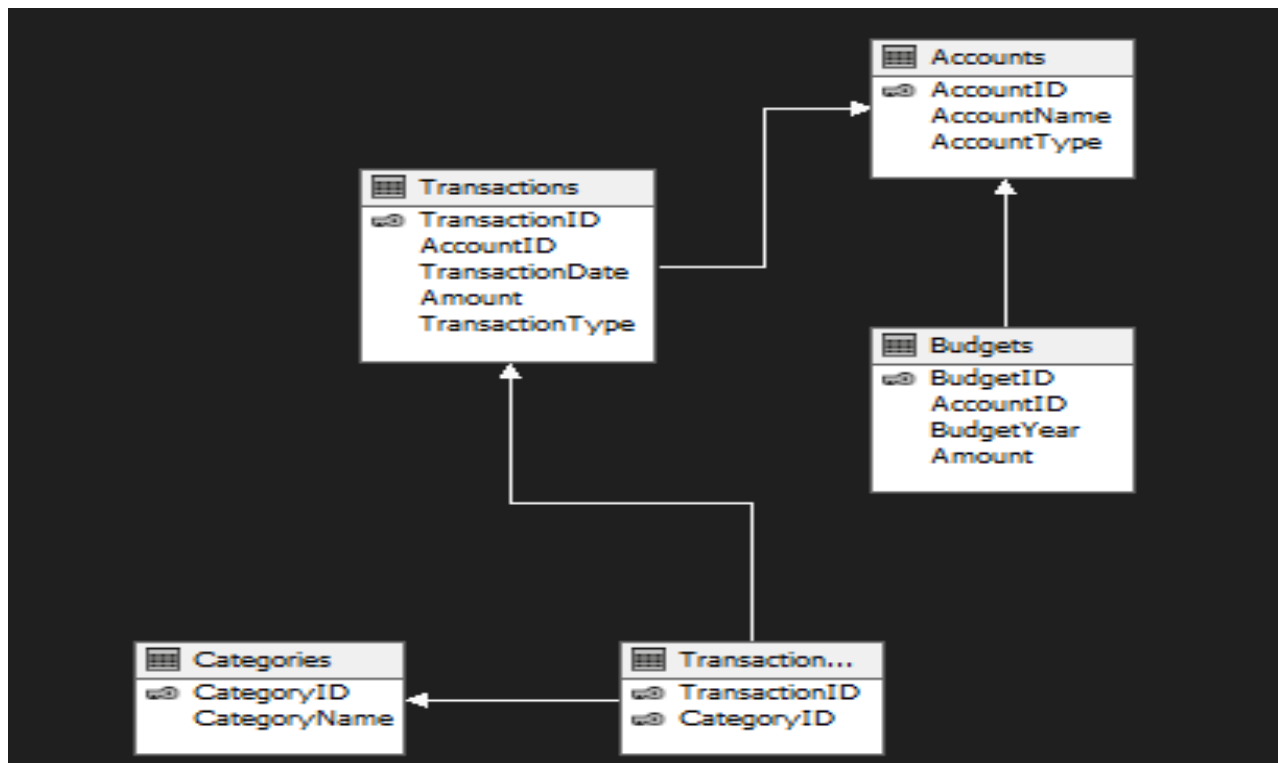 Accounts
AccountID
AccountName
AccountType
Transactions
TransactionID
AccountID
TransactionDate
Amount
TransactionType
Budgets
BudgetID
AccountID
BudgetYear
Amount
Categories
CategoryID
CategoryName
Transaction...
TransactionID
CategoryID